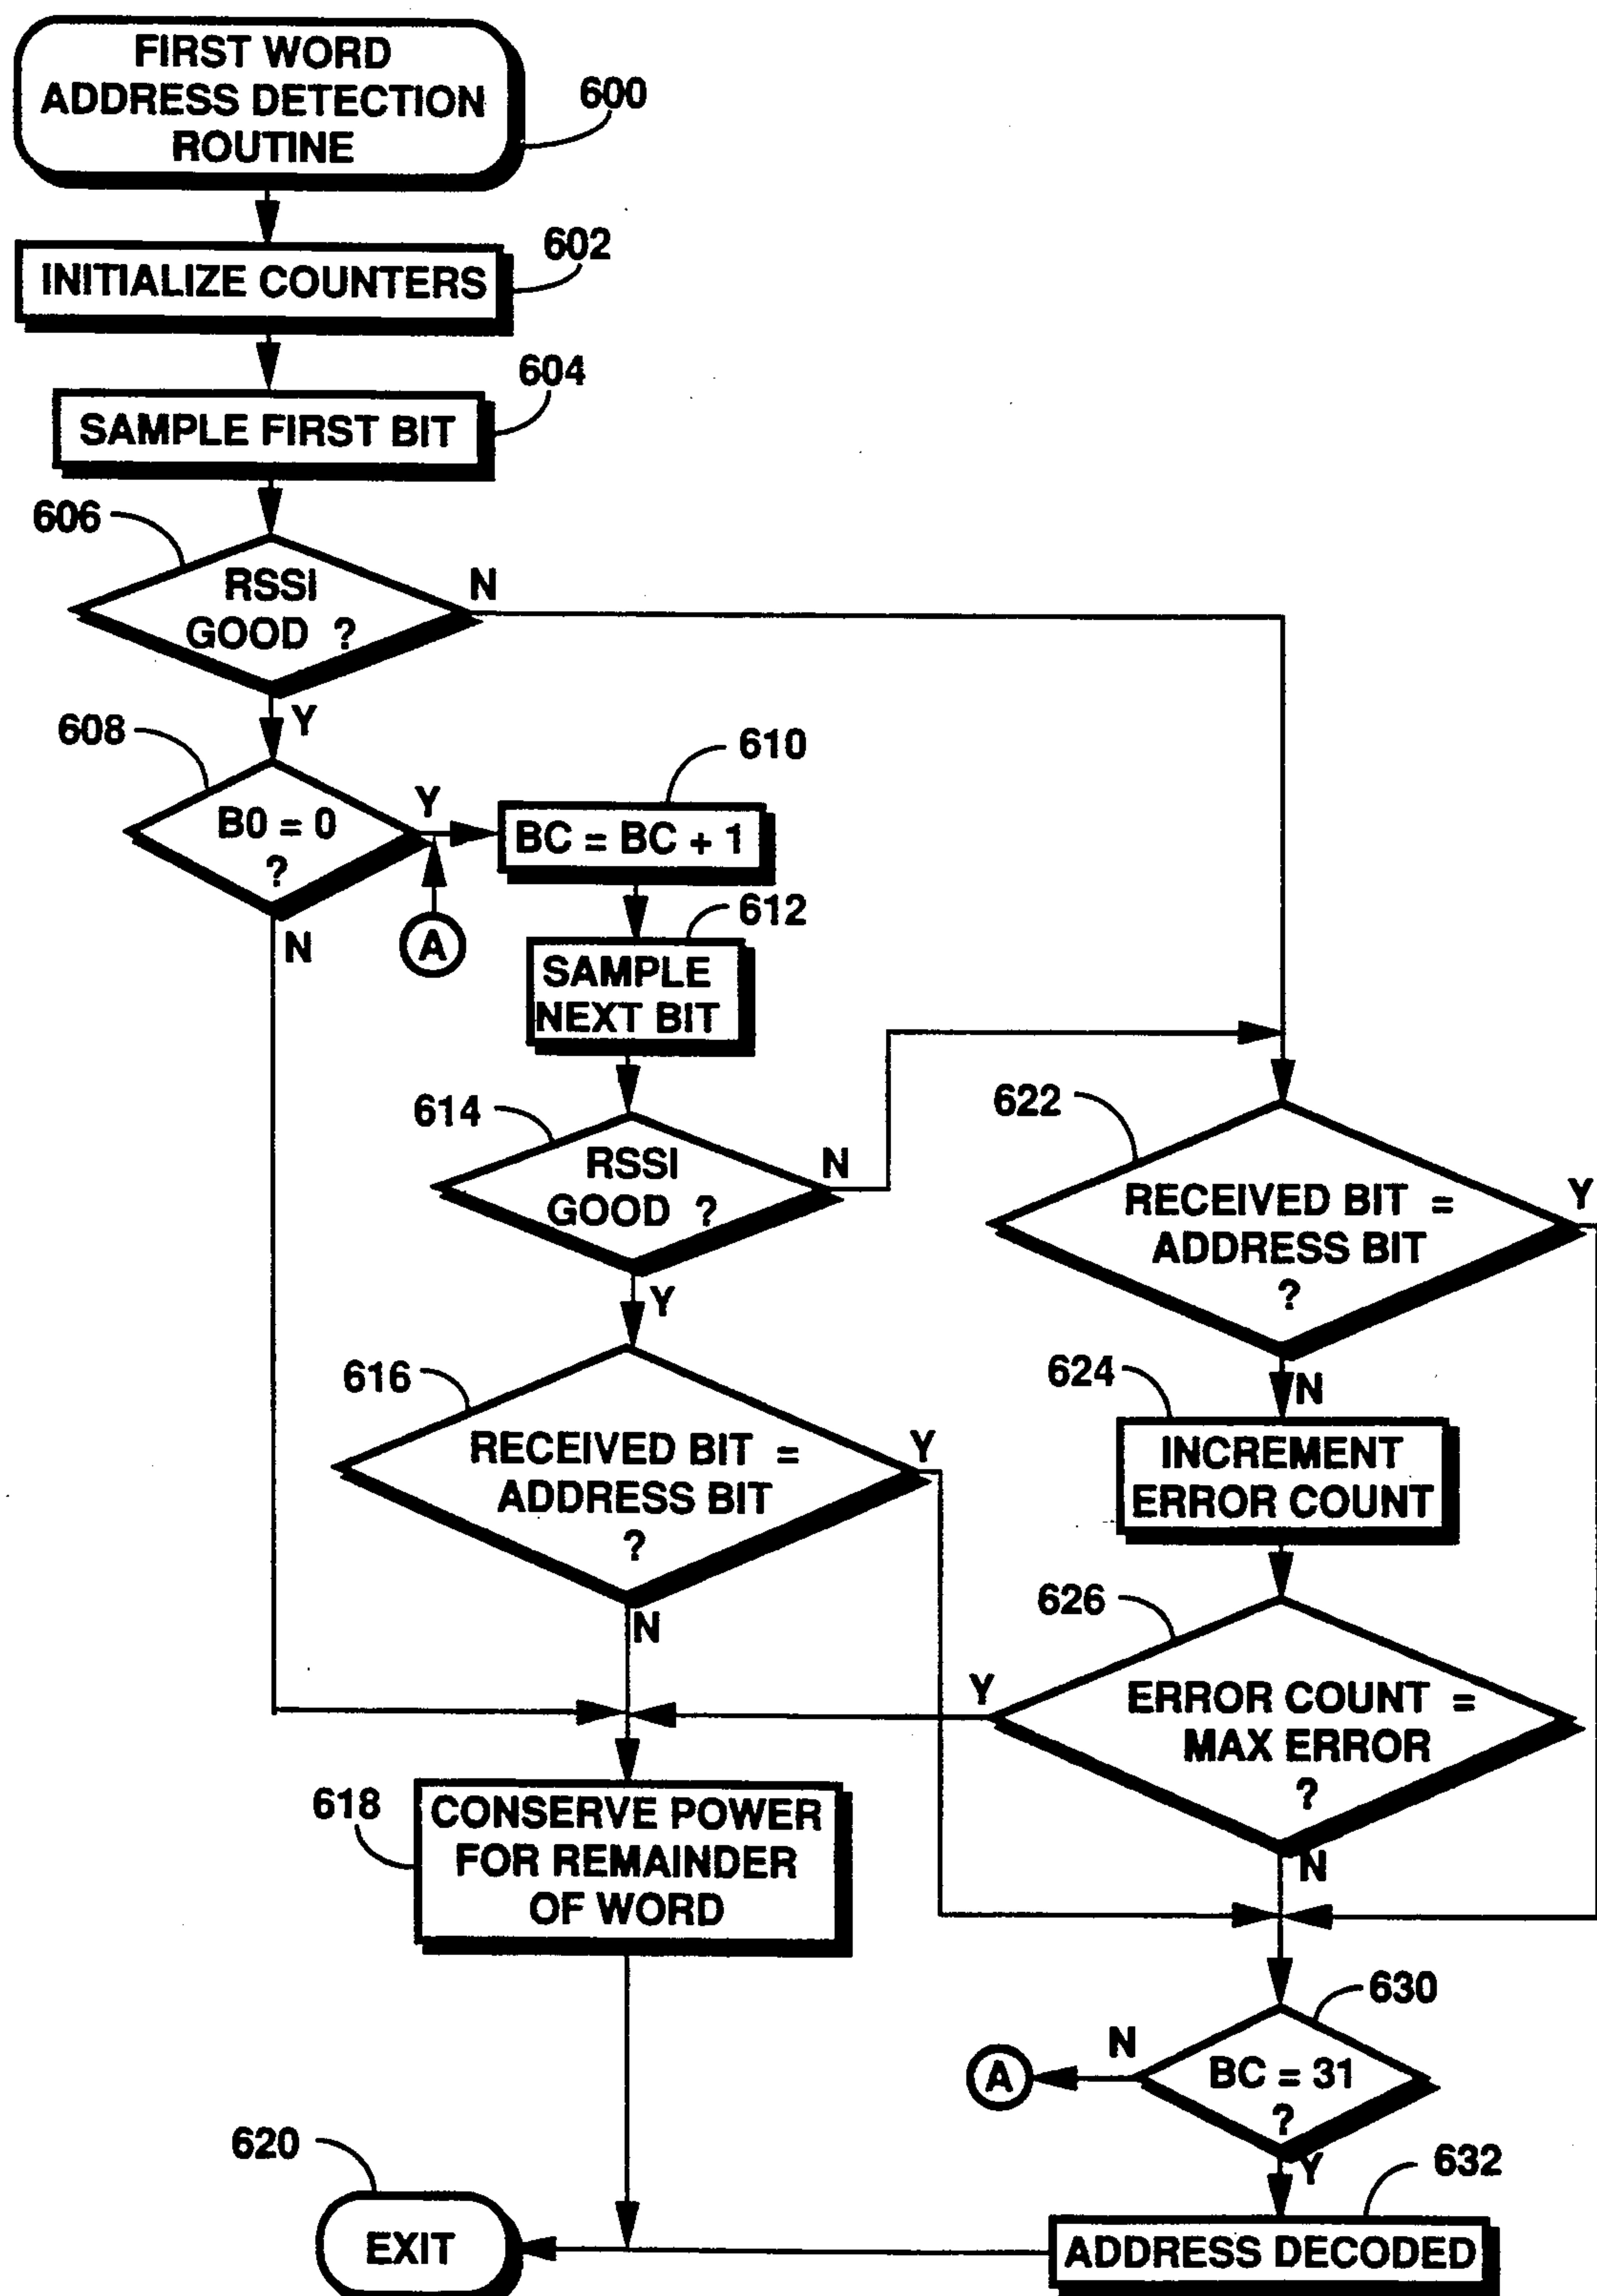 FIRST WORD
ADDRESS DETECTION
ROUTINE
600
602
INITIALIZE COUNTERS
604
SAMPLE FIRST BIT
606
RSSI
GOOD ?
N
Y
608
B0 = 0
?
Y
N
A
610
BC = BC + 1
612
SAMPLE
NEXT BIT
614
RSSI
GOOD ?
N
Y
616
RECEIVED BIT =
ADDRESS BIT
?
Y
N
622
RECEIVED BIT =
ADDRESS BIT
?
Y
N
624
INCREMENT
ERROR COUNT
626
ERROR COUNT =
MAX ERROR
?
Y
N
618
CONSERVE POWER
FOR REMAINDER
OF WORD
630
BC = 31
?
N
A
Y
632
ADDRESS DECODED
620
EXIT